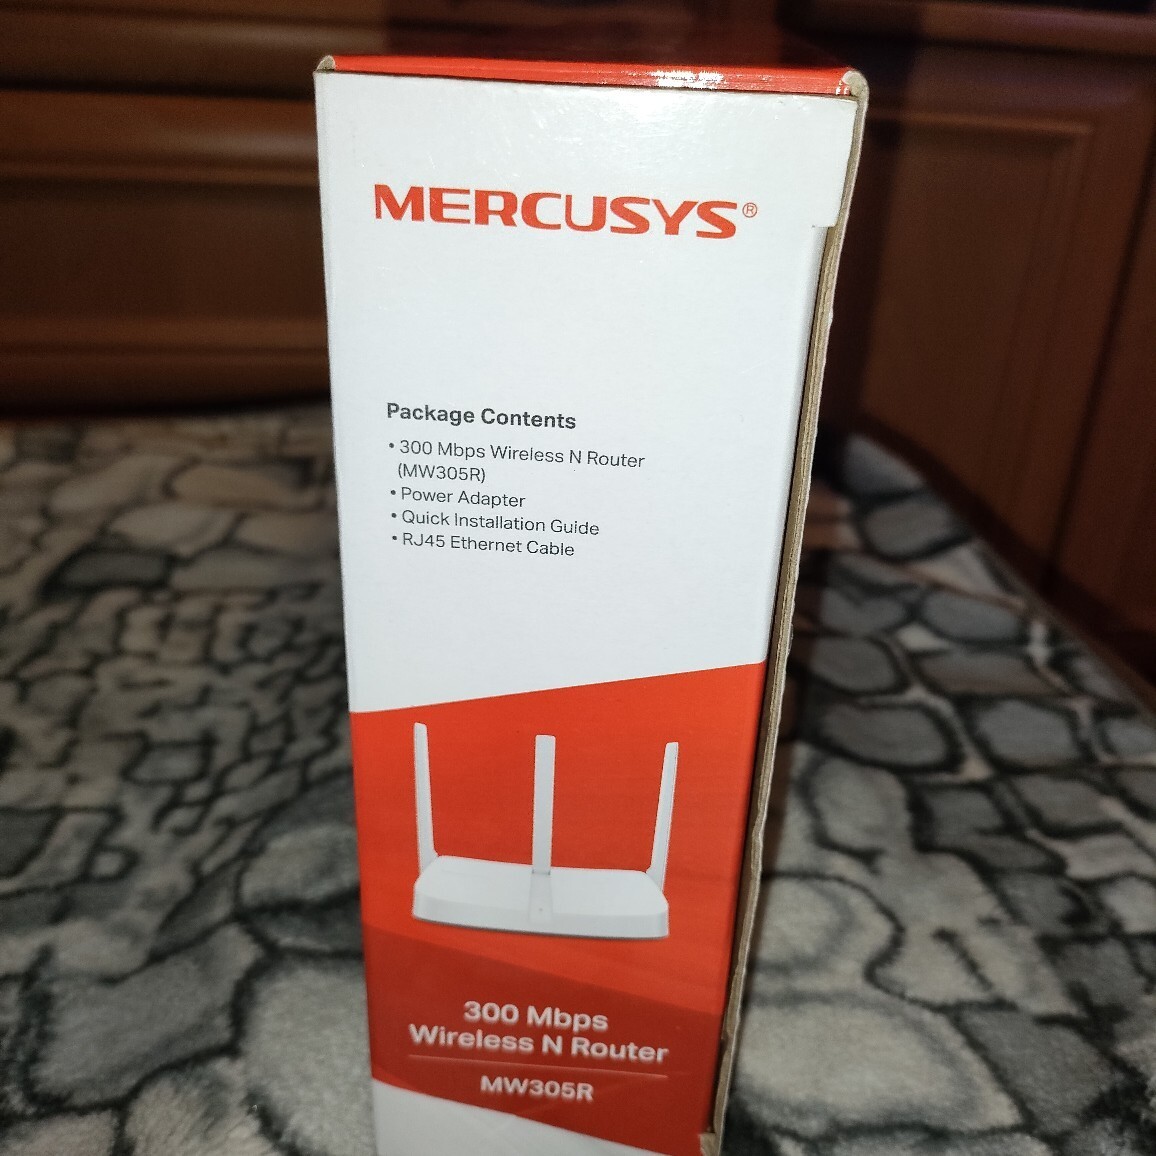 MERCUSYS®
Package Contents
• 300 Mbps Wireless N Router
(MW305R)
• Power Adapter
• Quick Installation Guide
• RJ45 Ethernet Cable
300 Mbps
Wireless N Router
MW305R